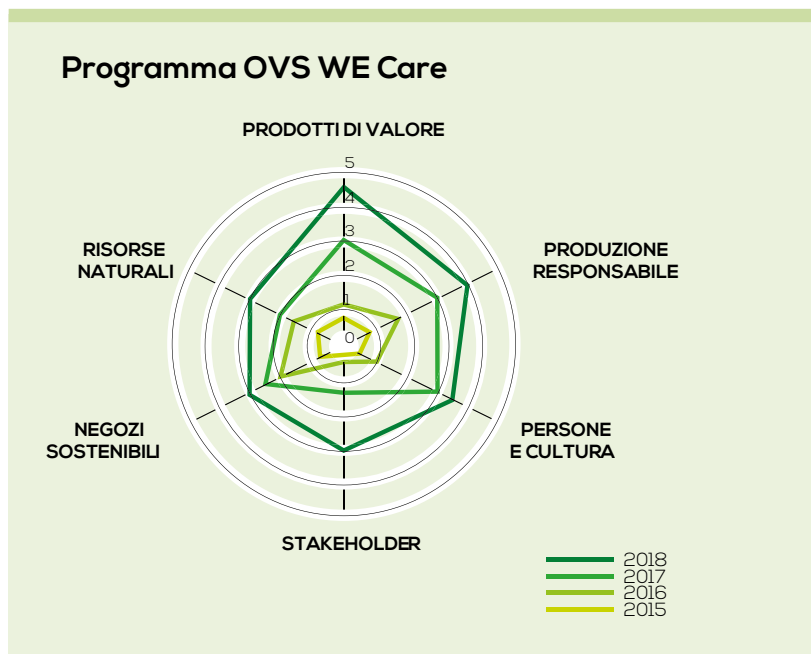 Programma OVS WE Care
PRODOTTI DI VALORE
5
4
3
2
1
0
RISORSE
NATURALI
PRODUZIONE
RESPONSABILE
NEGOZI
SOSTENIBILI
PERSONE
E CULTURA
STAKEHOLDER
2018
2017
2016
2015